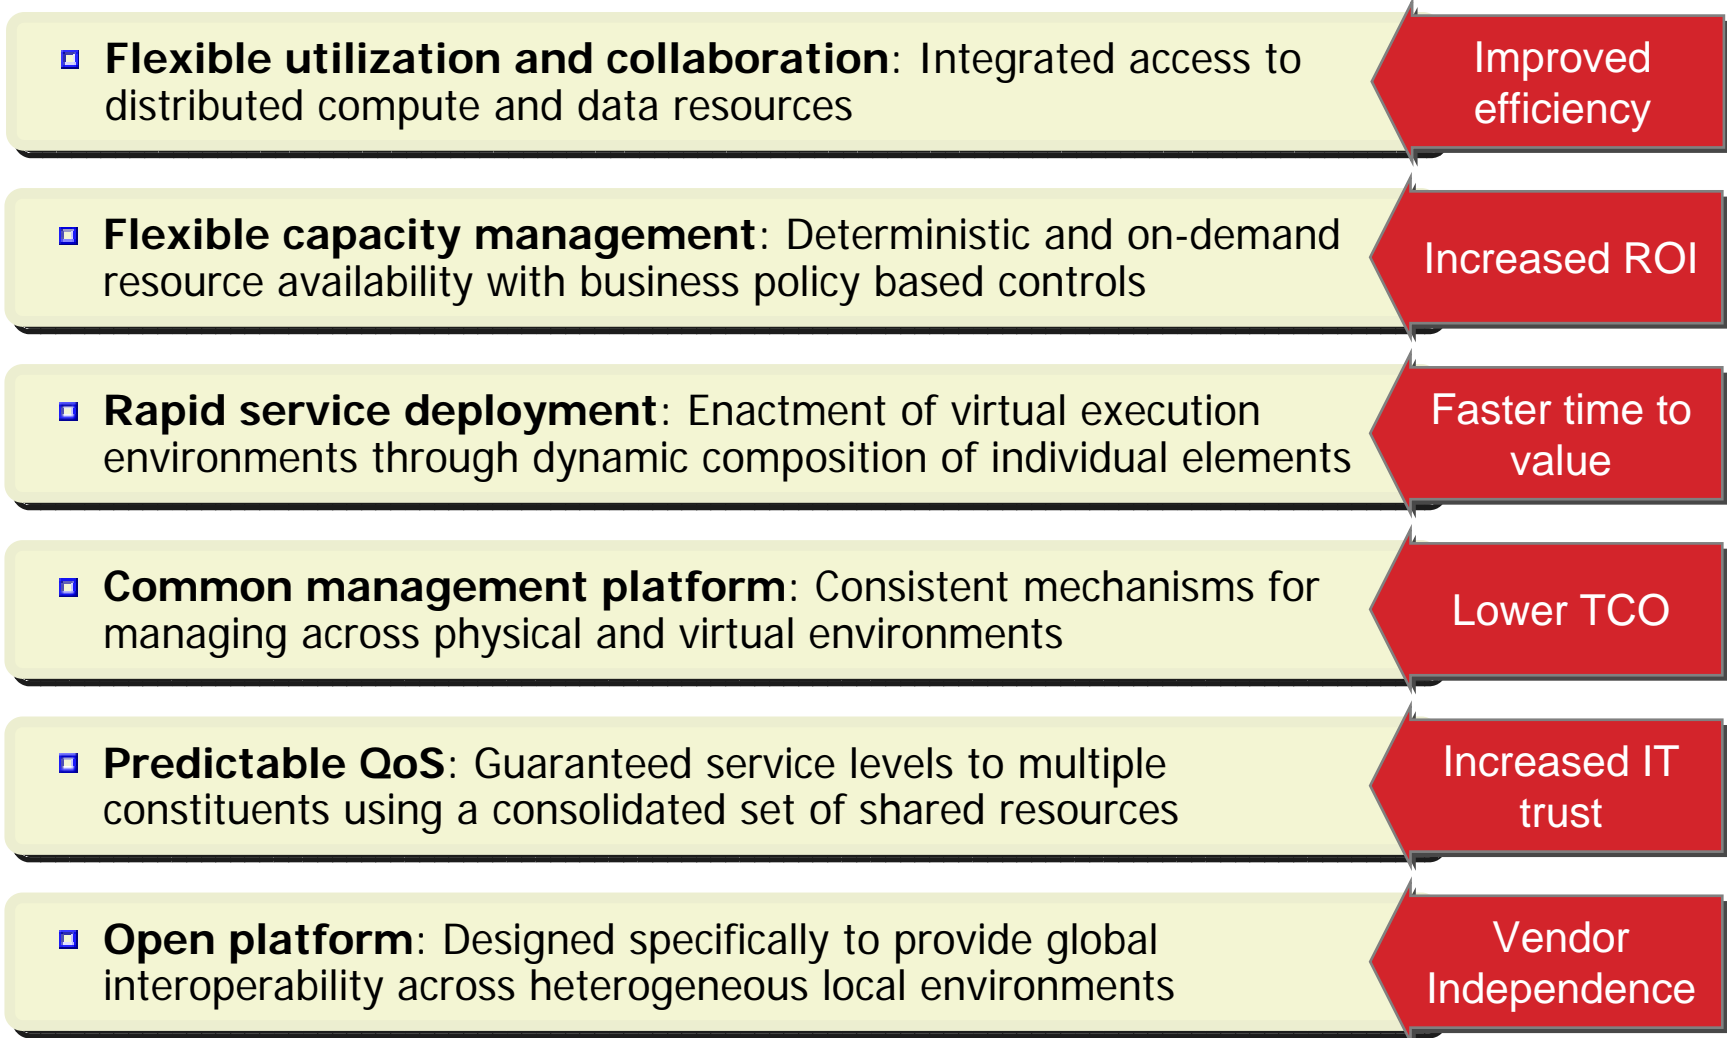 Flexible utilization and collaboration: Integrated access to
distributed compute and data resources
Improved
efficiency
Flexible capacity management: Deterministic and on-demand
resource availability with business policy based controls
Increased ROI
Rapid service deployment: Enactment of virtual execution
environments through dynamic composition of individual elements
Faster time to
value
Common management platform: Consistent mechanisms for
managing across physical and virtual environments
Lower TCO
Predictable QoS: Guaranteed service levels to multiple
constituents using a consolidated set of shared resources
Increased IT
trust
Open platform: Designed specifically to provide global
interoperability across heterogeneous local environments
Vendor
Independence